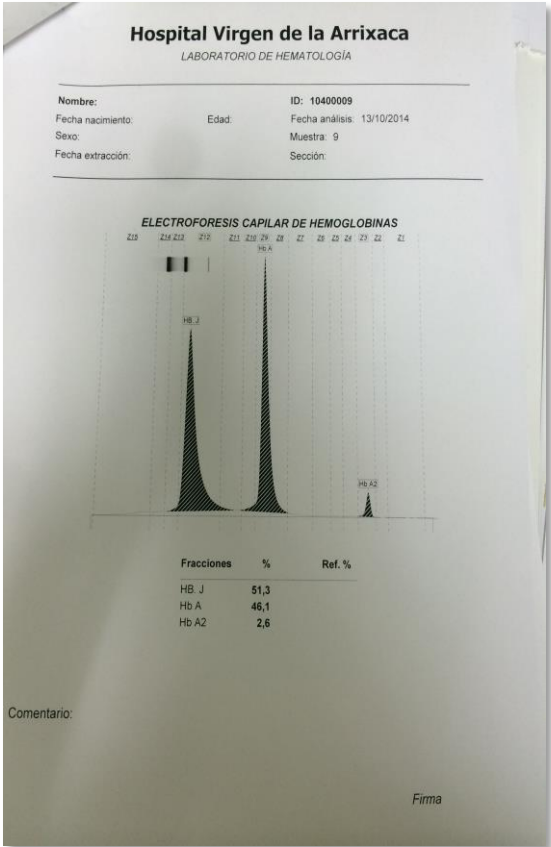 Hospital Virgen de la Arrixaca
LABORATORIO DE HEMATOLOGÍA
Nombre: ID: 10400009
Fecha nacimiento: Edad: Fecha análisis: 13/10/2014
Sexo: Muestra: 9
Fecha extracción: Sección:
ELECTROFORESIS CAPILAR DE HEMOGLOBINAS
Z15 Z14 Z13 Z12 Z11 Z10 Z9 Z8 Z7 Z6 Z5 Z4 Z3 Z2 Z1
Hb A
HB. J
Hb A2
Fracciones % Ref. %
HB. J 51,3
Hb A 46,1
Hb A2 2,6
Comentario:
Firma